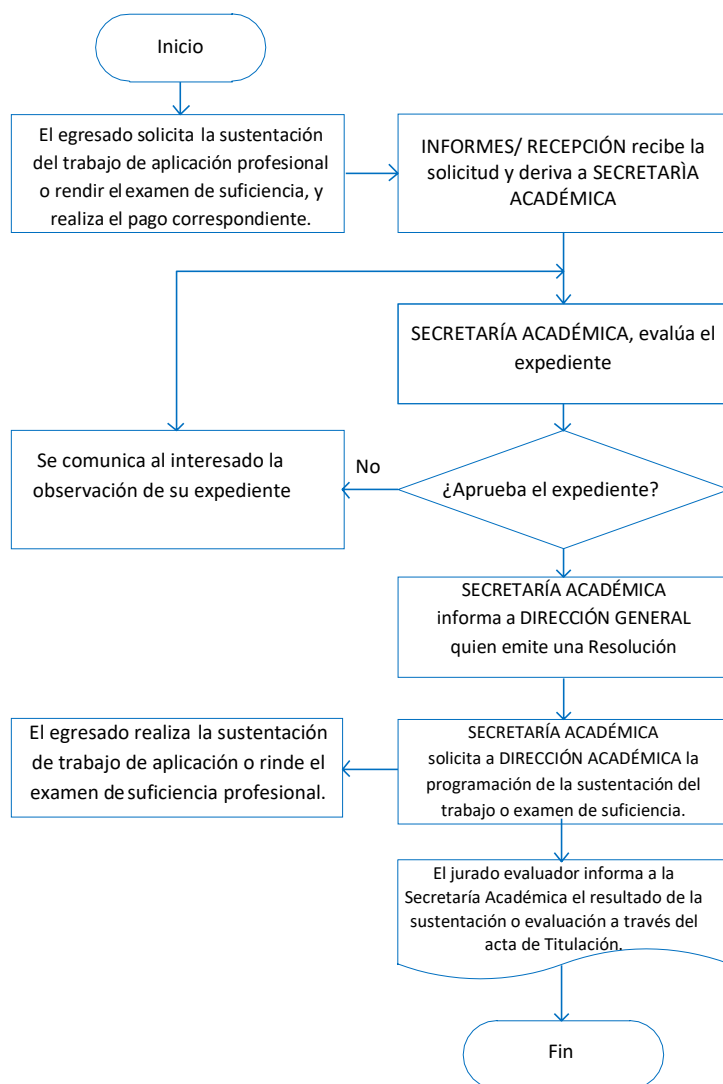 Inicio
El egresado solicita la sustentación
del trabajo de aplicación profesional
o rendir el examen de suficiencia, y
realiza el pago correspondiente.
INFORMES/ RECEPCIÓN recibe la
solicitud y deriva a SECRETARÌA
ACADÉMICA
SECRETARÍA ACADÉMICA, evalúa el
expediente
Se comunica al interesado la
observación de su expediente
No
¿Aprueba el expediente?
SECRETARÍA ACADÉMICA
informa a DIRECCIÓN GENERAL
quien emite una Resolución
El egresado realiza la sustentación
de trabajo de aplicación o rinde el
examen de suficiencia profesional.
SECRETARÍA ACADÉMICA
solicita a DIRECCIÓN ACADÉMICA la
programación de la sustentación del
trabajo o examen de suficiencia.
El jurado evaluador informa a la
Secretaría Académica el resultado de la
sustentación o evaluación a través del
acta de Titulación.
Fin